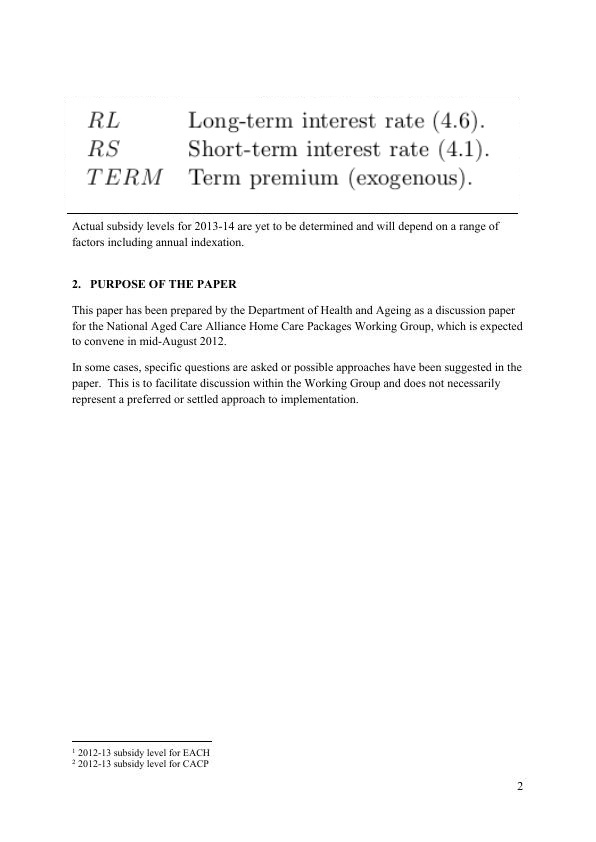 RL Long-term interest rate (4.6).
RS Short-term interest rate (4.1).
TERM Term premium (exogenous).
Actual subsidy levels for 2013-14 are yet to be determined and will depend on a range of
factors including annual indexation.
2. PURPOSE OF THE PAPER
This paper has been prepared by the Department of Health and Ageing as a discussion paper
for the National Aged Care Alliance Home Care Packages Working Group, which is expected
to convene in mid-August 2012.
In some cases, specific questions are asked or possible approaches have been suggested in the
paper. This is to facilitate discussion within the Working Group and does not necessarily
represent a preferred or settled approach to implementation.
1 2012-13 subsidy level for EACH
2 2012-13 subsidy level for CACP
2